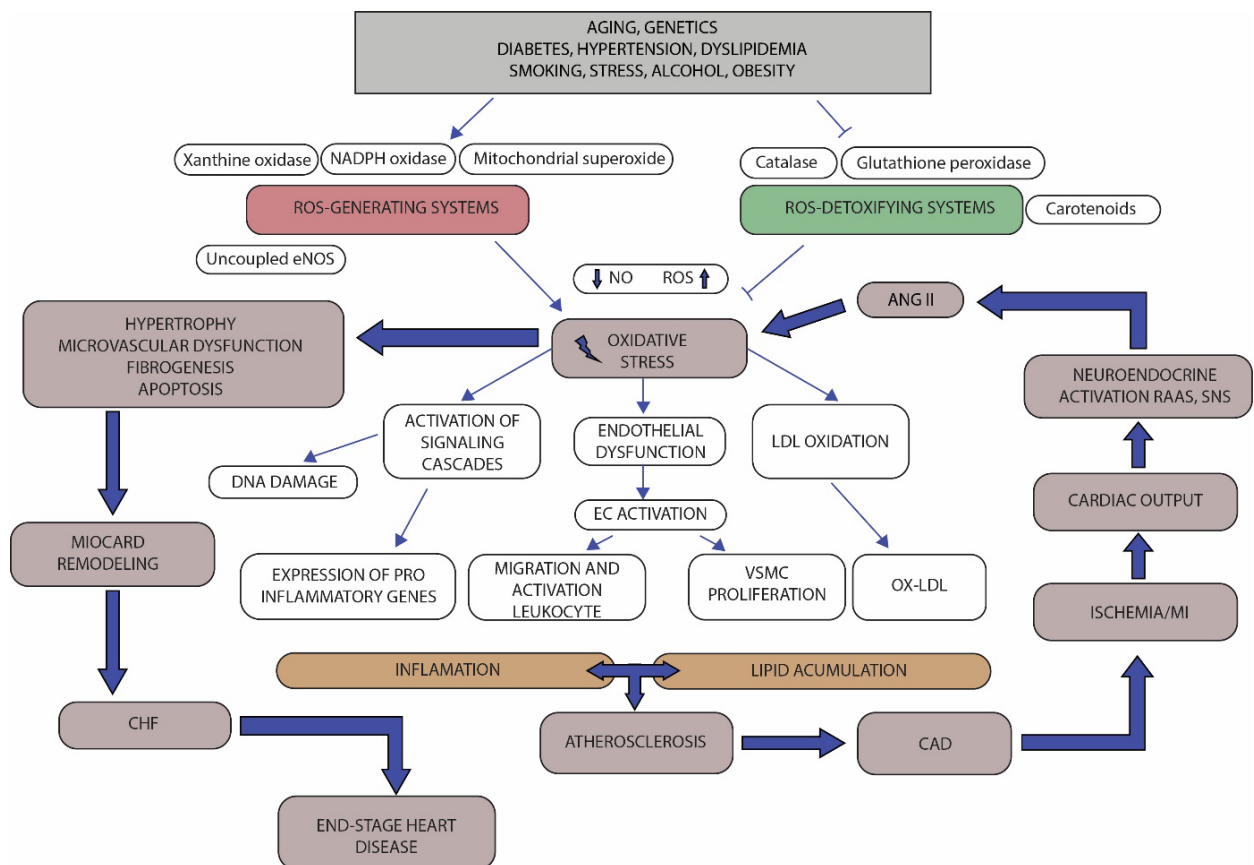 AGING, GENETICS
DIABETES, HYPERTENSION, DYSLIPIDEMIA
SMOKING, STRESS, ALCOHOL, OBESITY
Xanthine oxidase
NADPH oxidase
Mitochondrial superoxide
Catalase
Glutathione peroxidase
ROS-GENERATING SYSTEMS
ROS-DETOXIFYING SYSTEMS
Carotenoids
Uncoupled eNOS
NO
ROS
ANG II
HYPERTROPHY
MICROVASCULAR DYSFUNCTION
FIBROGENESIS
APOPTOSIS
OXIDATIVE
STRESS
NEUROENDOCRINE
ACTIVATION RAAS, SNS
ACTIVATION OF
SIGNALING
CASCADES
ENDOTHELIAL
DYSFUNCTION
LDL OXIDATION
DNA DAMAGE
CARDIAC OUTPUT
EC ACTIVATION
MIOCARD
REMODELING
EXPRESSION OF PRO
INFLAMMATORY GENES
MIGRATION AND
ACTIVATION
LEUKOCYTE
VSMC
PROLIFERATION
OX-LDL
ISCHEMIA/MI
INFLAMATION
LIPID ACUMULATION
CHF
ATHEROSCLEROSIS
CAD
END-STAGE HEART
DISEASE